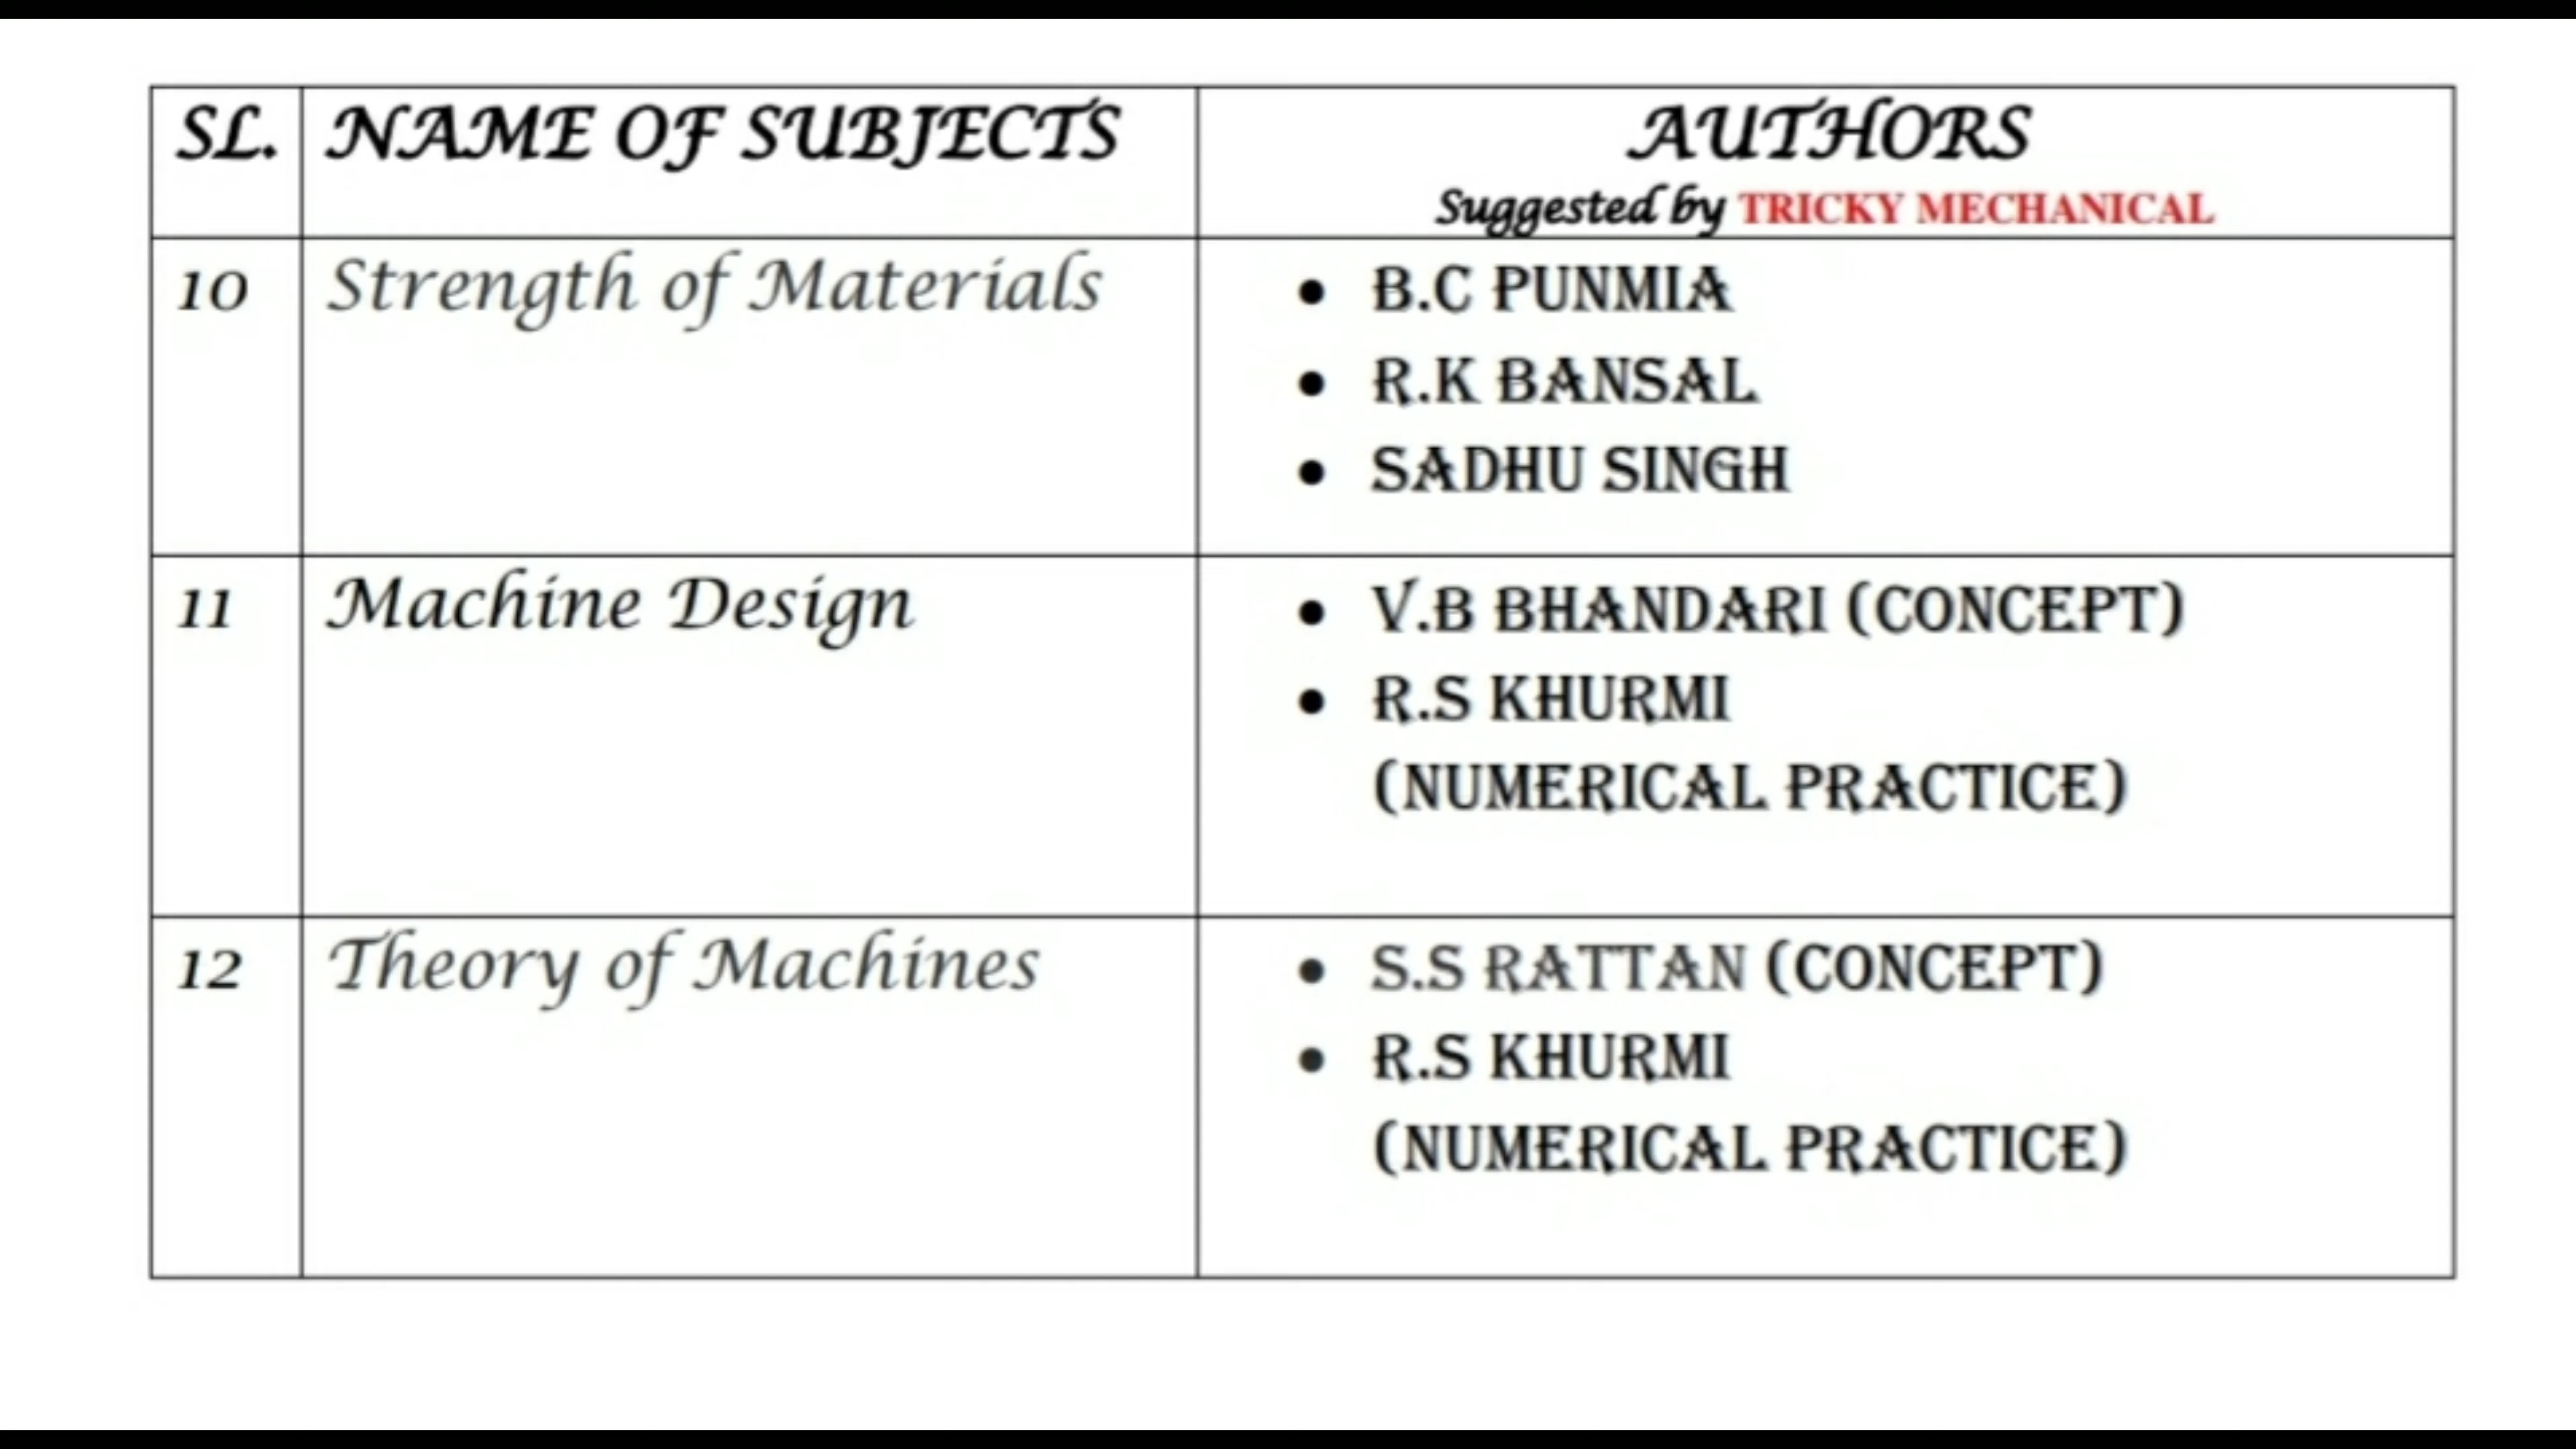 SL. NAME OF SUBJECTS AUTHORS
Suggested by TRICKY MECHANICAL
10 Strength of Materials • B.C PUNMIA
• R.K BANSAL
• SADHU SINGH
11 Machine Design • V.B BHANDARI (CONCEPT)
• R.S KHURMI
(NUMERICAL PRACTICE)
12 Theory of Machines • S.S RATTAN (CONCEPT)
• R.S KHURMI
(NUMERICAL PRACTICE)